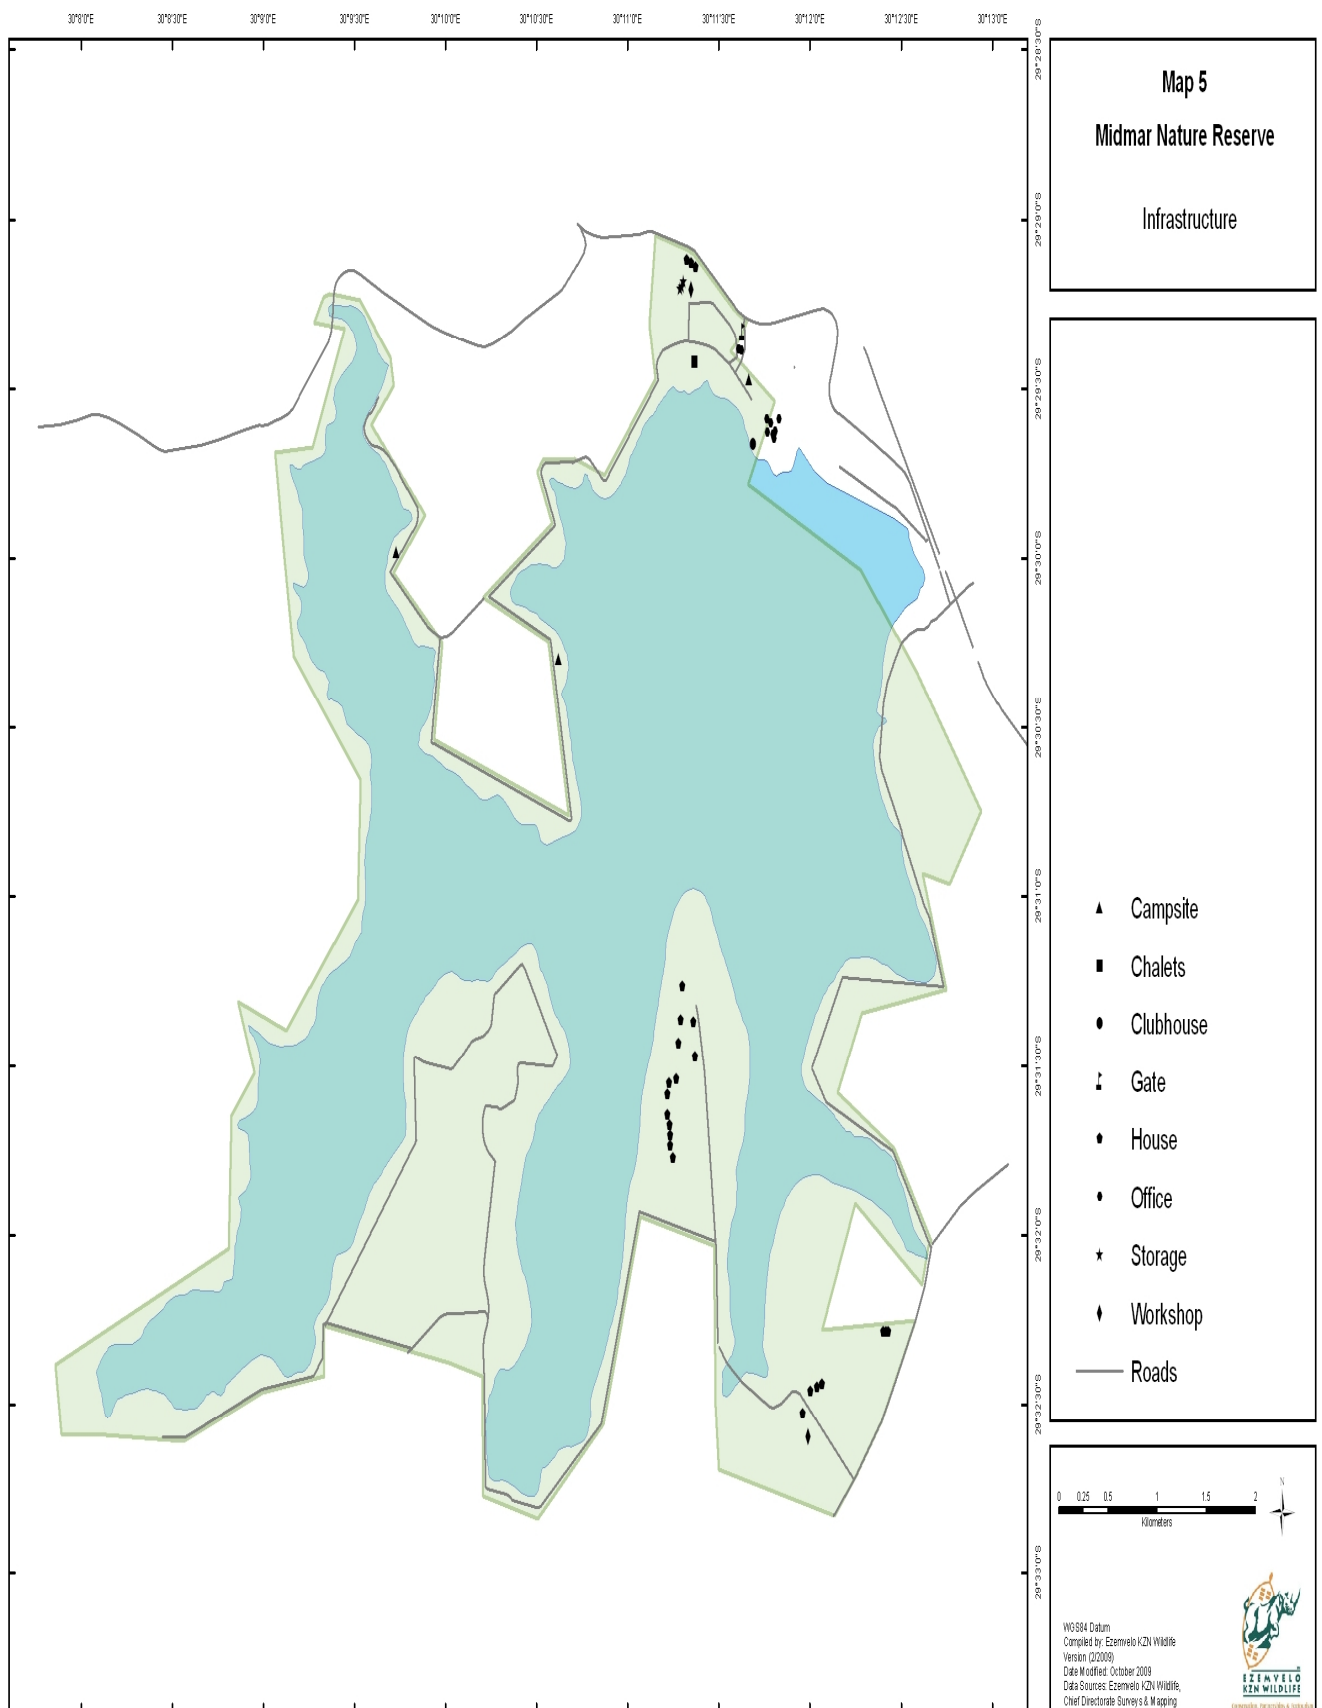 30°8'0"E 30°8'30"E 30°9'0"E 30°9'30"E 30°10'0"E 30°10'30"E 30°11'0"E 30°11'30"E 30°12'0"E 30°12'30"E 30°13'0"E
29°28'30"S
29°29'0"S
29°29'30"S
29°30'0"S
29°30'30"S
29°31'0"S
29°31'30"S
29°32'0"S
29°32'30"S
29°33'0"S
Map 5
Midmar Nature Reserve
Infrastructure
Campsite
Chalets
Clubhouse
Gate
House
Office
Storage
Workshop
Roads
0 0.25 0.5 1 1.5 2
Kilometers
N
WGS84 Datum
Compiled by: Ezemvelo KZN Wildlife
Version (2/2009)
Date Modified: October 2009
Data Sources: Ezemvelo KZN Wildlife,
Chief Directorate Surveys & Mapping
EZEMVELO
KZN WILDLIFE